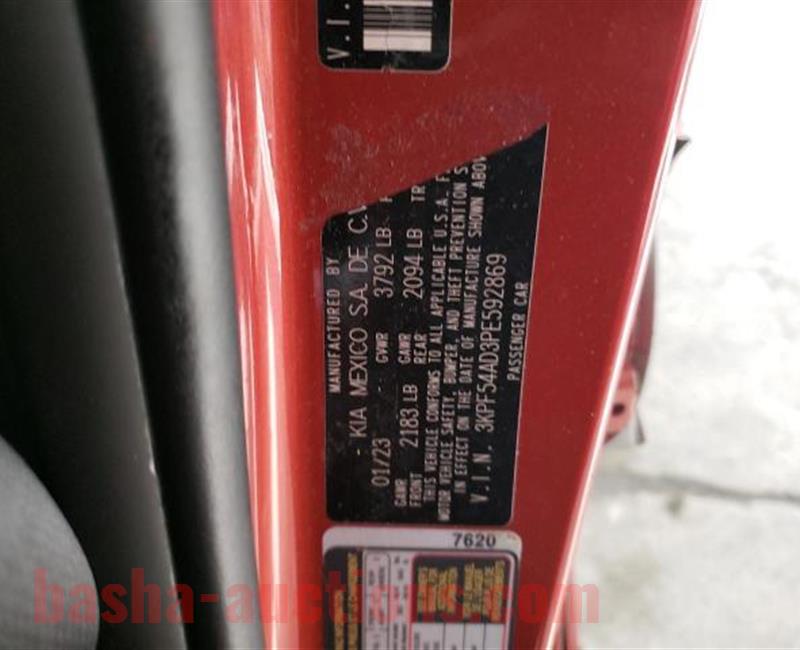 V.I.
MANUFACTURED BY
KIA MEXICO S.A. DE C.V
01/23 GVWR 3792 LB
GAWR FRONT 2183 LB GAWR REAR 2094 LB TR
THIS VEHICLE CONFORMS TO ALL APPLICABLE U.S.A. F
MOTOR VEHICLE SAFETY, BUMPER, AND THEFT PREVENTION S
IN EFFECT ON THE DATE OF MANUFACTURE SHOWN ABOV
V.I.N. 3KPF54AD3PE592869
PASSENGER CAR
7620
basha-auctions.com